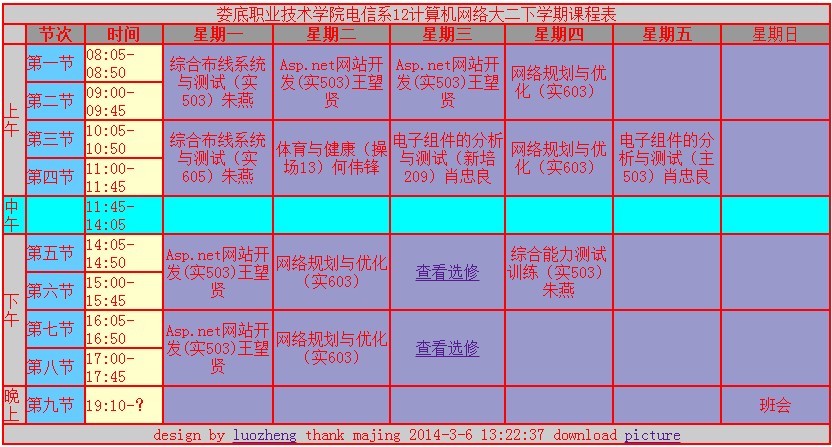 娄底职业技术学院电信系12计算机网络大二下学期课程表
节次 时间 星期一 星期二 星期三 星期四 星期五 星期日
上
午
第一节
08:05-
08:50
综合布线系统
与测试（实
503）朱燕
Asp.net网站开
发(实503)王望
贤
Asp.net网站开
发(实503)王望
贤
网络规划与优
化（实603）
第二节
09:00-
09:45
第三节
10:05-
10:50
综合布线系统
与测试（实
605）朱燕
体育与健康（操
场13）何伟锋
电子组件的分析
与测试（新培
209）肖忠良
网络规划与优
化（实603）
电子组件的分
析与测试（主
503）肖忠良
第四节
11:00-
11:45
中
午
11:45-
14:05
下
午
第五节
14:05-
14:50
Asp.net网站开
发(实503)王望
贤
网络规划与优化
（实603）
查看选修
综合能力测试
训练（实503）
朱燕
第六节
15:00-
15:45
第七节
16:05-
16:50
Asp.net网站开
发(实503)王望
贤
网络规划与优化
（实603）
查看选修
第八节
17:00-
17:45
晚
上
第九节
19:10-?
班会
design by luozheng thank majing 2014-3-6 13:22:37 download picture